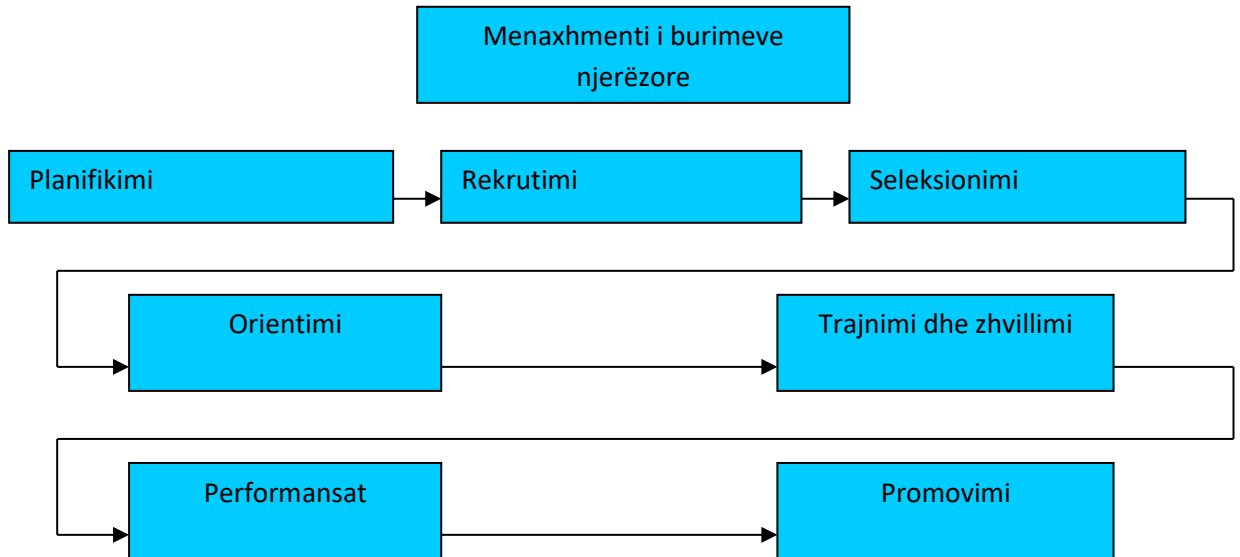 Menaxhmenti i burimeve
njerëzore
Planifikimi
Rekrutimi
Seleksionimi
Orientimi
Trajnimi dhe zhvillimi
Performansat
Promovimi